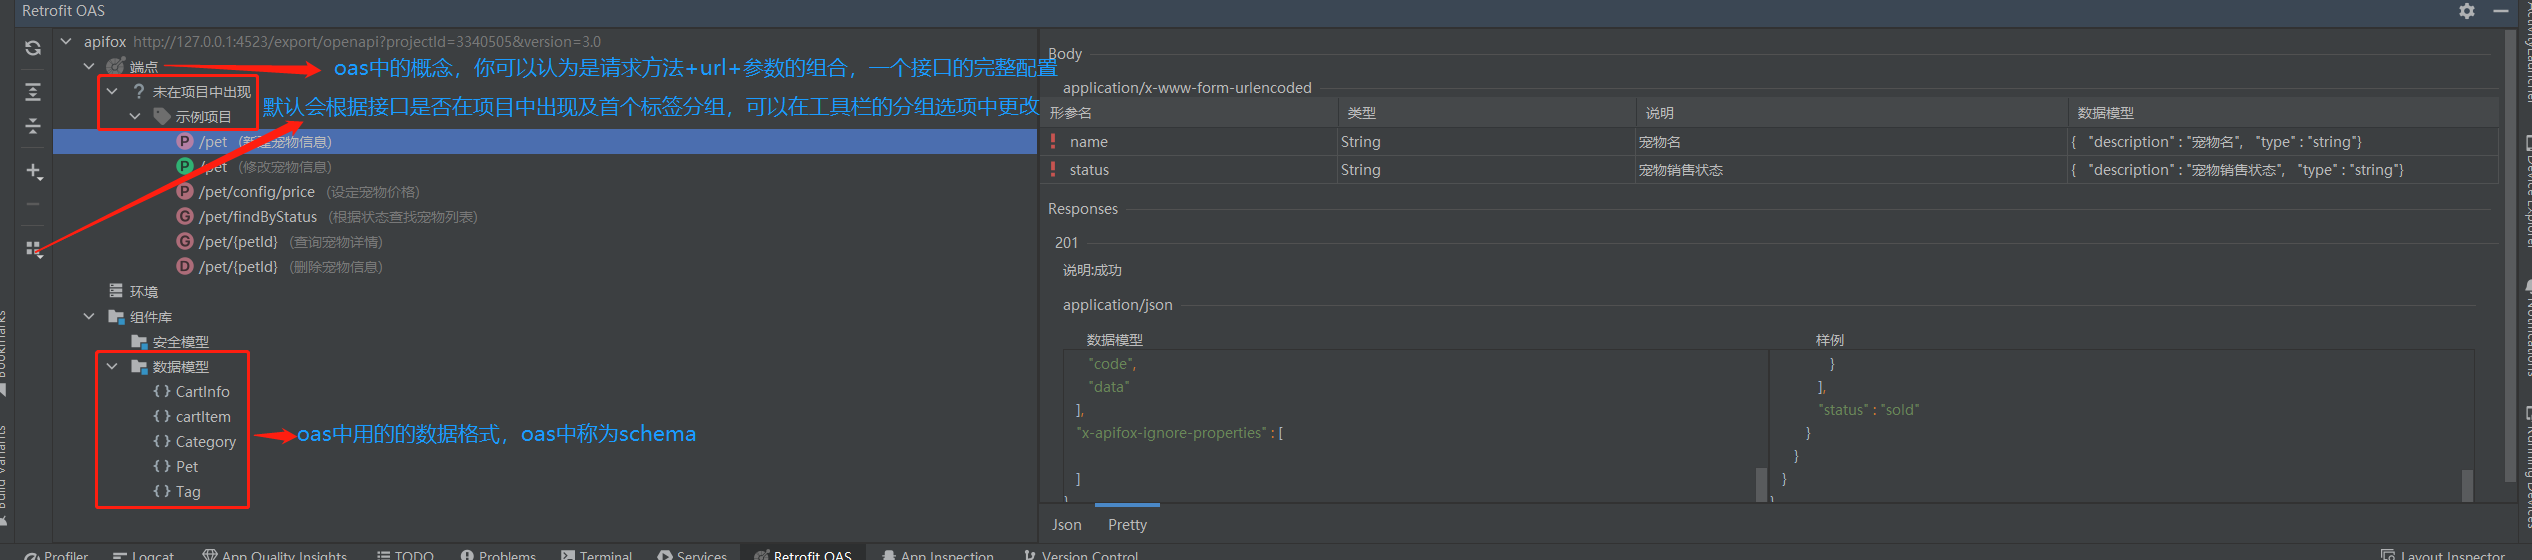 Retrofit OAS
apifox http://127.0.0.1:4523/export/openapi?projectId=3340505&version=3.0
端点
oas中的概念，你可以认为是请求方法+url+参数的组合，一个接口的完整配置
? 未在项目中出现
默认会根据接口是否在项目中出现及首个标签分组，可以在工具栏的分组选项中更改
示例项目
P /pet (新建宠物信息)
P /pet (修改宠物信息)
P /pet/config/price (设定宠物价格)
G /pet/findByStatus (根据状态查找宠物列表)
G /pet/{petId} (查询宠物详情)
D /pet/{petId} (删除宠物信息)
环境
组件库
安全模型
数据模型
{} CartInfo
{} cartItem
{} Category
{} Pet
{} Tag
oas中用的的数据格式，oas中称为schema
Body
application/x-www-form-urlencoded
形参名 类型 说明 数据模型
! name String 宠物名 { "description" : "宠物名", "type" : "string"}
! status String 宠物销售状态 { "description" : "宠物销售状态", "type" : "string"}
Responses
201
说明:成功
application/json
数据模型
"code",
"data"
],
"x-apifox-ignore-properties" : [
]
样例
}
],
"status" : "sold"
}
}
}
Json Pretty
Profiler Logcat App Quality Insights TODO Problems Terminal Services Retrofit OAS App Inspection Version Control Layout Inspector
Bookmarks
Build Variants
Device Explorer
Notifications
Running Devices